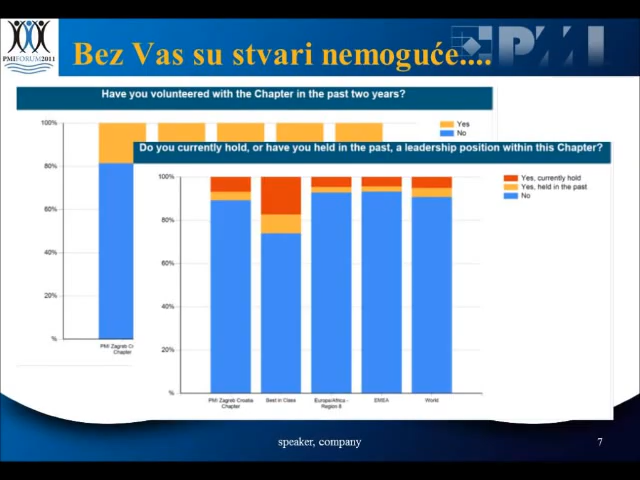 PMIFORUM2011
Bez Vas su stvari nemoguće....
PMI
Have you volunteered with the Chapter in the past two years?
Yes
No
100%
80%
60%
40%
20%
%
PMI Zagreb
Chapter
Do you currently hold, or have you held in the past, a leadership position within this Chapter?
Yes, currently hold
Yes, held in the past
No
100%
80%
60%
40%
20%
%
PMI Zagreb Croatia
Chapter
Best in Class
Europe/Africa -
Region 8
EMEA
World
speaker, company
7